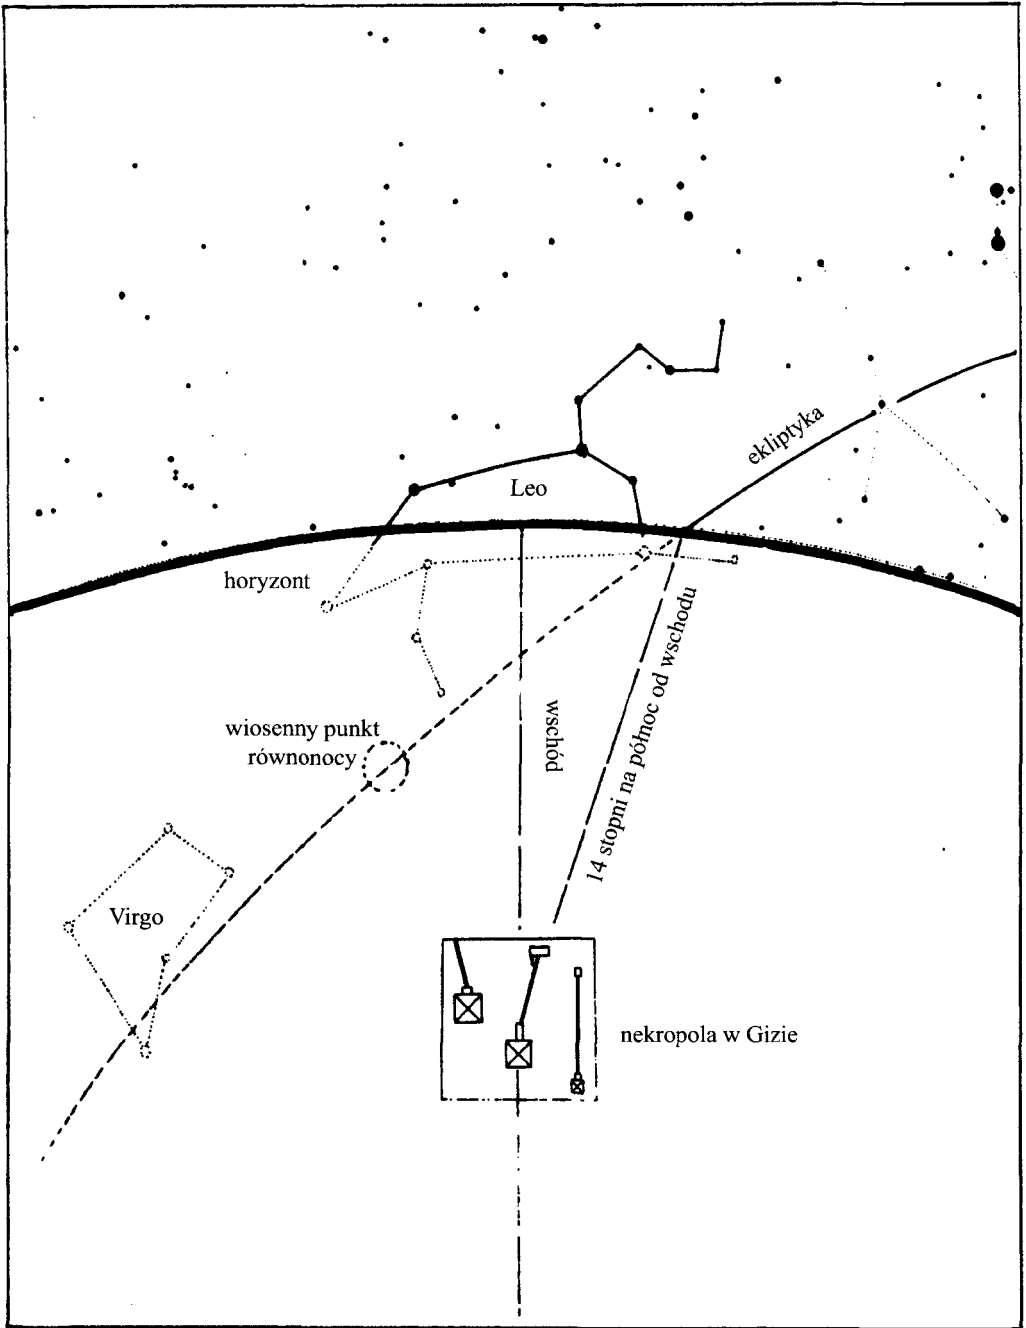 ekliptyka
Leo
horyzont
14 stopni na północ od wschodu
wschód
wiosenny punkt
równonocy
Virgo
nekropola w Gizie